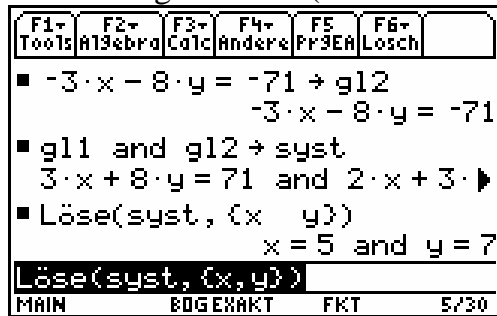 F1 F2 F3 F4 F5 F6
Tools Algebra Calc Andere PrgEA Lösch
▪ -3·x - 8·y = -71 → gl2
-3·x - 8·y = -71
▪ gl1 and gl2 → syst
3·x + 8·y = 71 and 2·x + 3·▶
▪ Löse(syst, {x y})
x = 5 and y = 7
Löse(syst,{x,y})
MAIN BOGEXAKT FKT 5/30